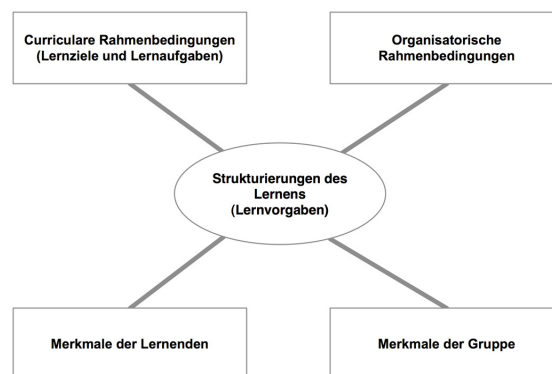 Curriculare Rahmenbedingungen
(Lernziele und Lernaufgaben)
Organisatorische
Rahmenbedingungen
Strukturierungen des
Lernens
(Lernvorgaben)
Merkmale der Lernenden
Merkmale der Gruppe